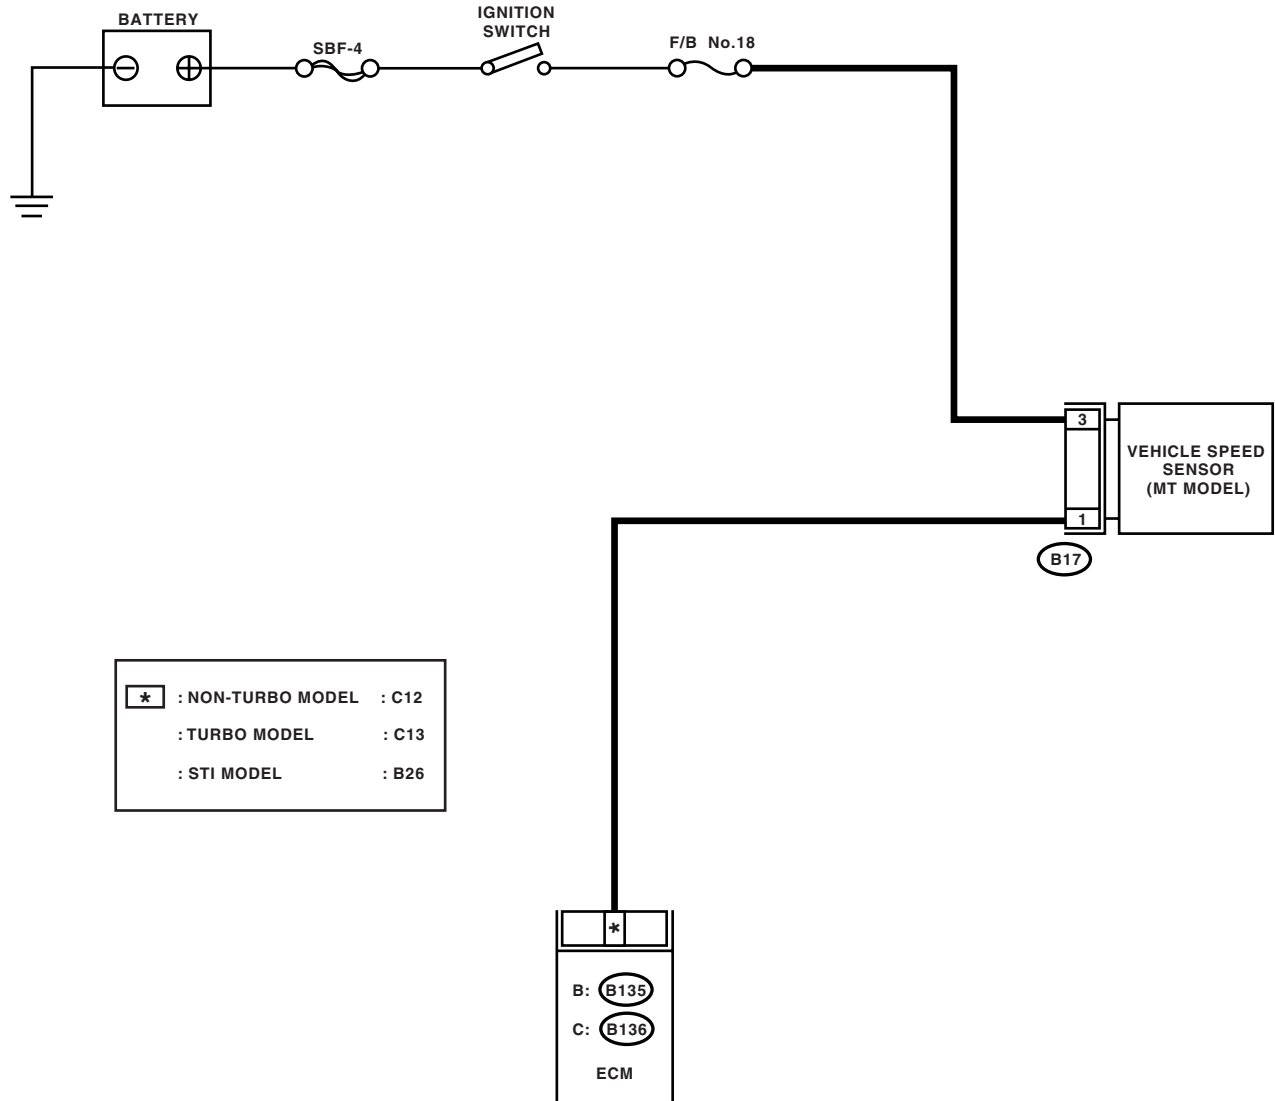 BATTERY
SBF-4
IGNITION
SWITCH
F/B No.18
3
VEHICLE SPEED
SENSOR
(MT MODEL)
1
B17
* : NON-TURBO MODEL : C12
: TURBO MODEL : C13
: STI MODEL : B26
*
B: B135
C: B136
ECM